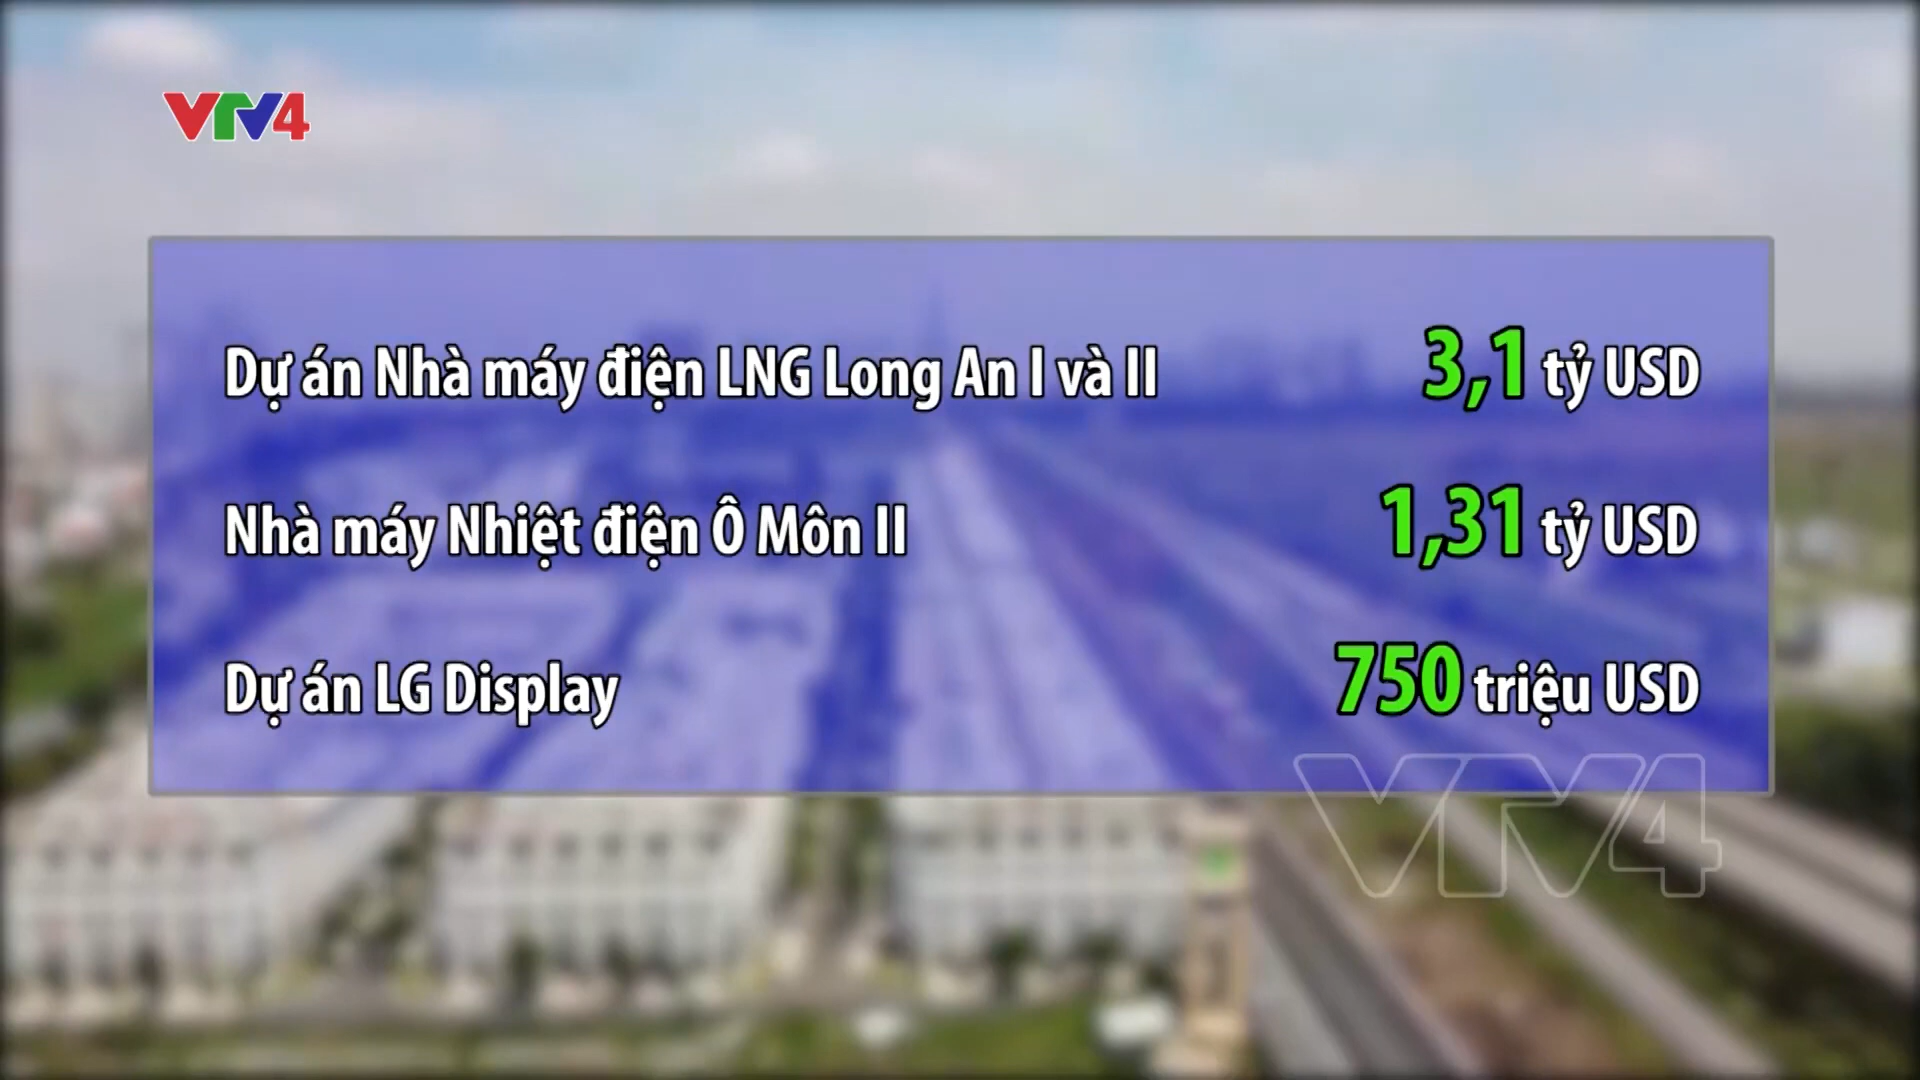 VTV4
Dự án Nhà máy điện LNG Long An I và II 3,1 tỷ USD
Nhà máy Nhiệt điện Ô Môn II 1,31 tỷ USD
Dự án LG Display 750 triệu USD
VTV4